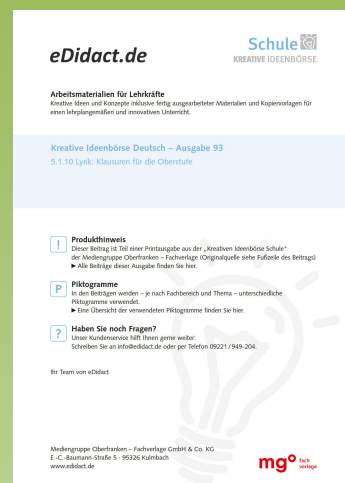 eDidact.de
Schule
KREATIVE IDEENBÖRSE
Arbeitsmaterialien für Lehrkräfte
Kreative Ideen und Konzepte inklusive fertig ausgearbeiteter Materialien und Kopiervorlagen für
einen lehrplangemäßen und innovativen Unterricht.
Kreative Ideenbörse Deutsch – Ausgabe 93
5.1.10 Lyrik: Klausuren für die Oberstufe
! Produkthinweis
Dieser Beitrag ist Teil einer Printausgabe aus der „Kreativen Ideenbörse Schule“
der Mediengruppe Oberfranken – Fachverlage (Originalquelle siehe Fußzeile des Beitrags)
► Alle Beiträge dieser Ausgabe finden Sie hier.
P Piktogramme
In den Beiträgen werden – je nach Fachbereich und Thema – unterschiedliche
Piktogramme verwendet.
► Eine Übersicht der verwendeten Piktogramme finden Sie hier.
? Haben Sie noch Fragen?
Unser Kundenservice hilft Ihnen gerne weiter:
Schreiben Sie an info@edidact.de oder per Telefon 09221/949-204.
Ihr Team von eDidact
Mediengruppe Oberfranken – Fachverlage GmbH & Co. KG
E.-C.-Baumann-Straße 5 · 95326 Kulmbach
www.edidact.de
mgo fach
verlage